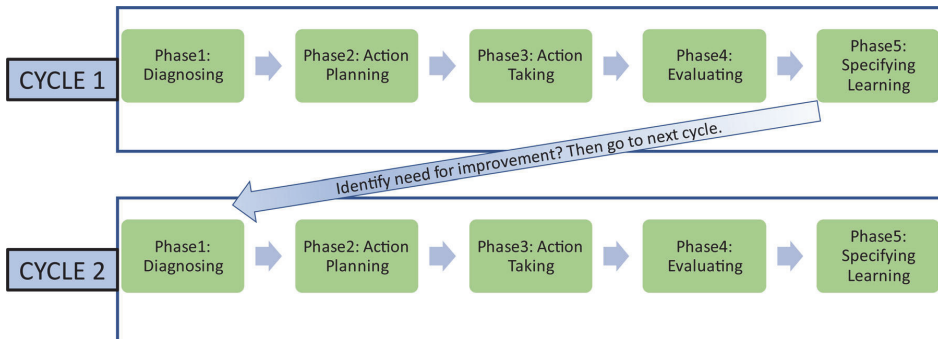 CYCLE 1
Phase1:
Diagnosing
Phase2: Action
Planning
Phase3: Action
Taking
Phase4:
Evaluating
Phase5:
Specifying
Learning
Identify need for improvement? Then go to next cycle.
CYCLE 2
Phase1:
Diagnosing
Phase2: Action
Planning
Phase3: Action
Taking
Phase4:
Evaluating
Phase5:
Specifying
Learning